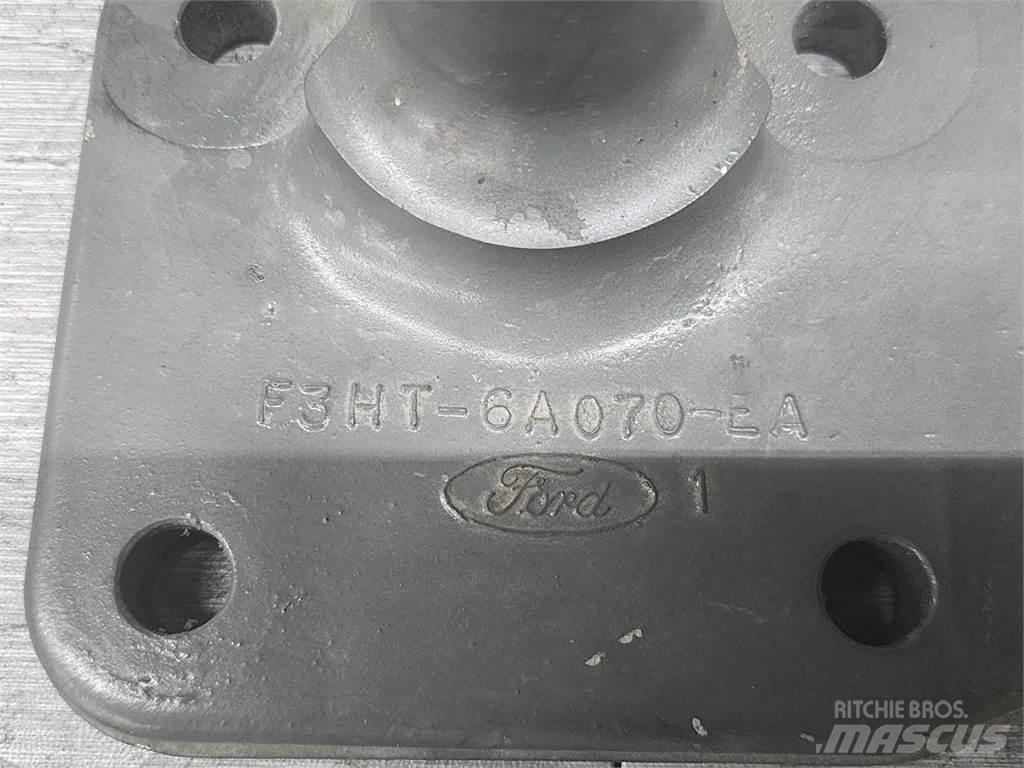 F3HT-6A070-EA
Ford 1
RITCHIE BROS.
MASCUS